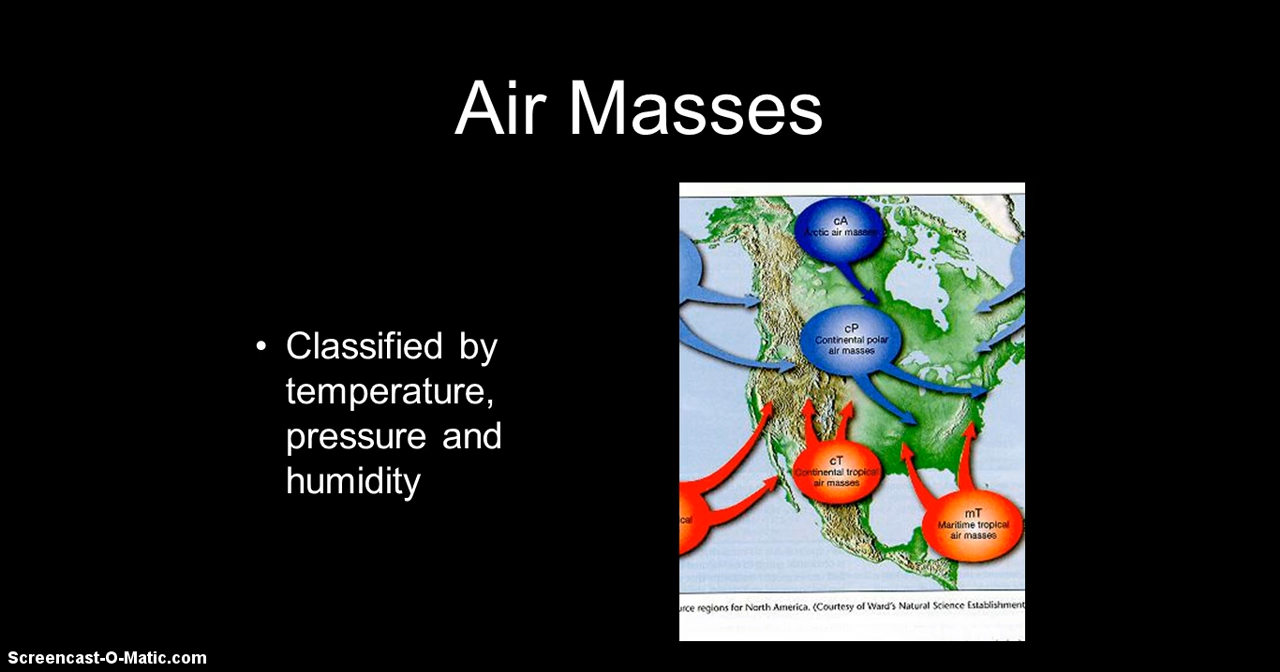 Air Masses
• Classified by
temperature,
pressure and
humidity
cA
Arctic air masses
cP
Continental polar
air masses
cT
Continental tropical
air masses
mT
Maritime tropical
air masses
ical
urce regions for North America. (Courtesy of Ward's Natural Science Establishment
Screencast-O-Matic.com